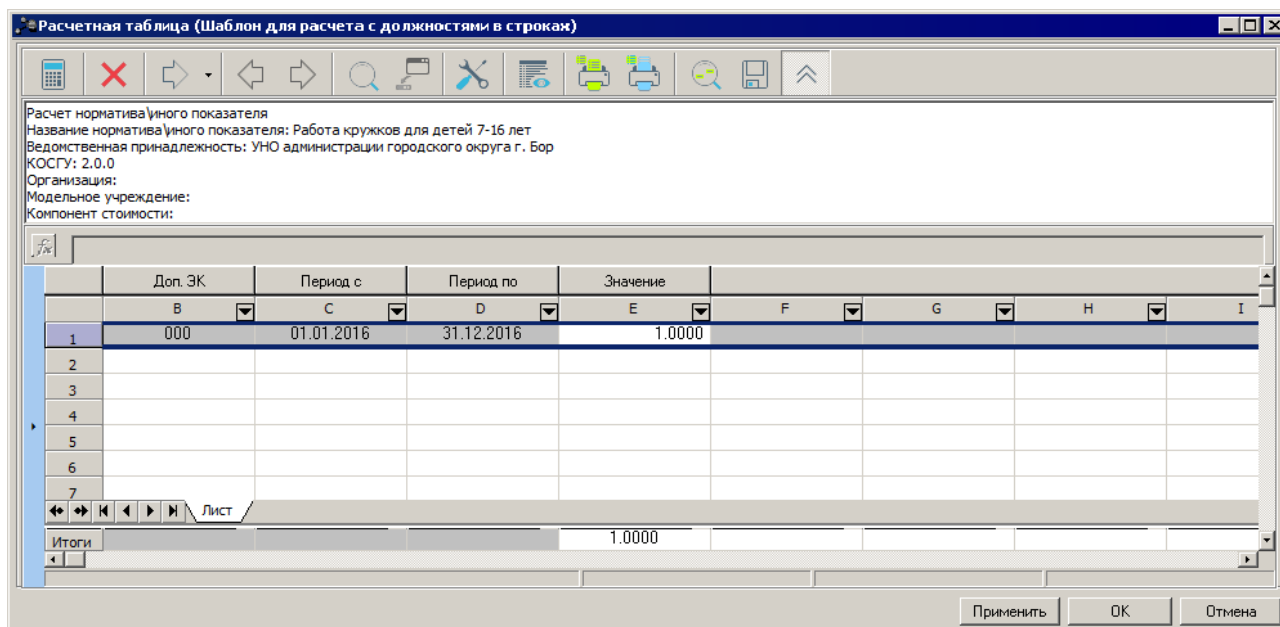 Расчетная таблица (Шаблон для расчета с должностями в строках)
Расчет норматива\иного показателя
Название норматива\иного показателя: Работа кружков для детей 7-16 лет
Ведомственная принадлежность: УНО администрации городского округа г. Бор
КОСГУ: 2.0.0
Организация:
Модельное учреждение:
Компонент стоимости:
fx
Доп. ЭК Период с Период по Значение
B C D E F G H I
1 000 01.01.2016 31.12.2016 1.0000
2
3
4
5
6
7
Лист
Итоги 1.0000
Применить OK Отмена